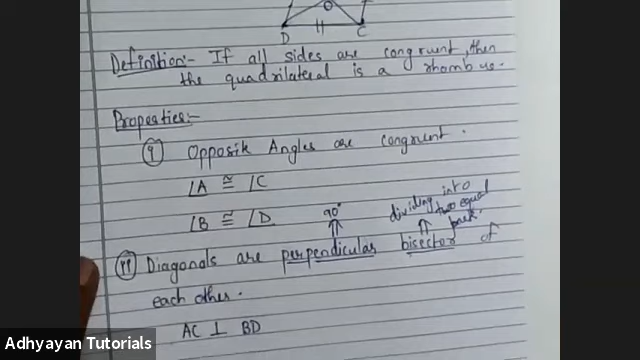 D
C
Definition:- If all sides are congruent, then
the quadrilateral is a rhombus.
Properties:-
(i) Opposite Angles are congruent.
∠A ≅ ∠C
∠B ≅ ∠D
90°
dividing into
two equal
parts.
(ii) Diagonals are perpendicular bisector of
each other.
AC ⊥ BD
Adhyayan Tutorials